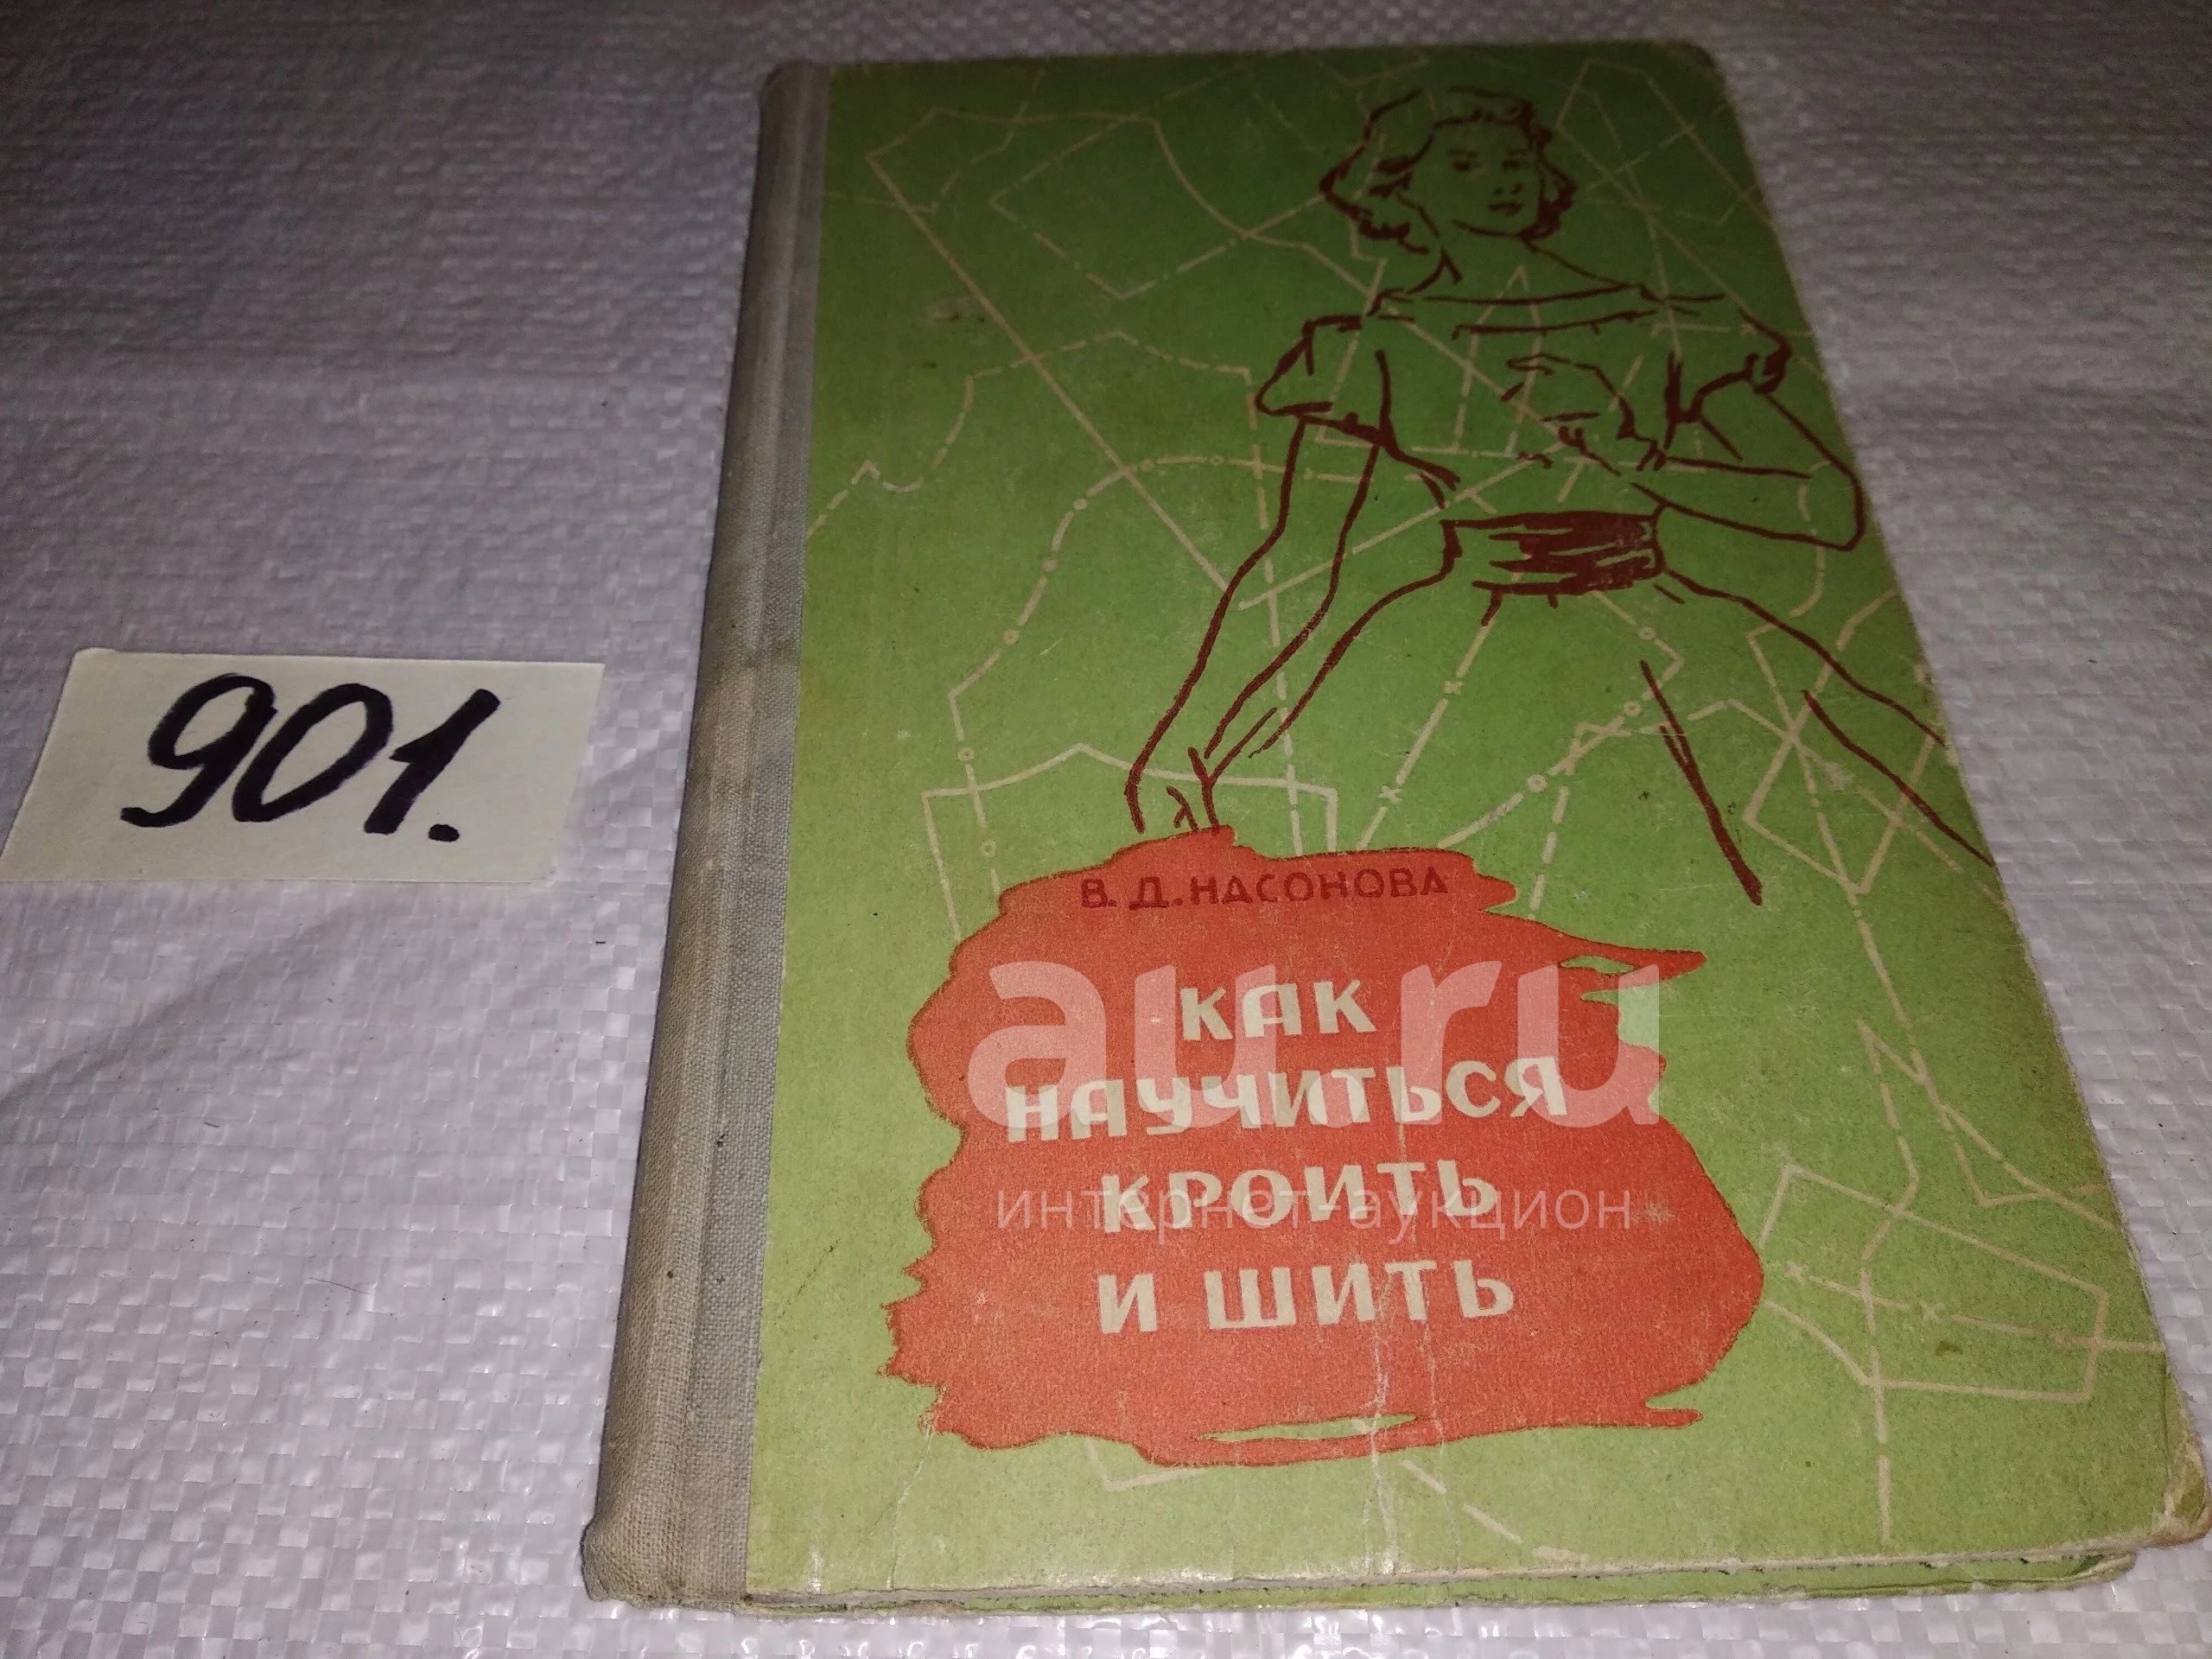 901.
В. Д. НАСОНОВА
КАК
НАУЧИТЬСЯ
КРОИТЬ
И ШИТЬ
au.ru
интернет-аукцион